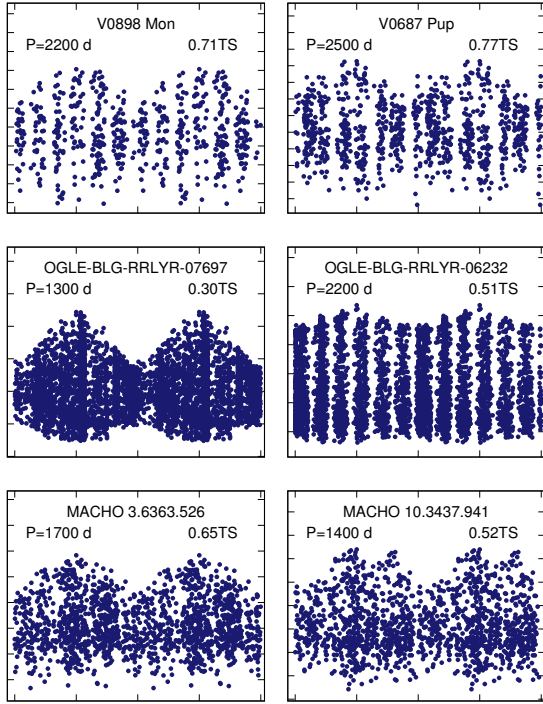 V0898 Mon
P=2200 d 0.71TS
V0687 Pup
P=2500 d 0.77TS
OGLE-BLG-RRLYR-07697
P=1300 d 0.30TS
OGLE-BLG-RRLYR-06232
P=2200 d 0.51TS
MACHO 3.6363.526
P=1700 d 0.65TS
MACHO 10.3437.941
P=1400 d 0.52TS